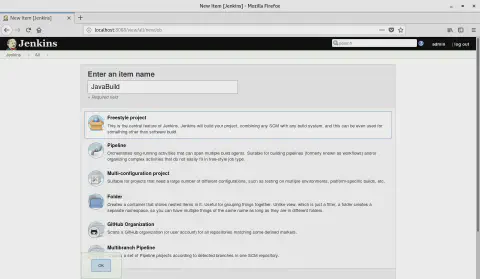 New Item [Jenkins] - Mozilla Firefox
New Item [Jenkins]
localhost:8080/view/all/newJob
Jenkins
search
admin
log out
Jenkins
All
Enter an item name
JavaBuild
» Required field
Freestyle project
This is the central feature of Jenkins. Jenkins will build your project, combining any SCM with any build system, and this can be even used for
something other than software build.
Pipeline
Orchestrates long-running activities that can span multiple build agents. Suitable for building pipelines (formerly known as workflows) and/or
organizing complex activities that do not easily fit in free-style job type.
Multi-configuration project
Suitable for projects that need a large number of different configurations, such as testing on multiple environments, platform-specific builds, etc.
Folder
Creates a container that stores nested items in it. Useful for grouping things together. Unlike view, which is just a filter, a folder creates a
separate namespace, so you can have multiple things of the same name as long as they are in different folders.
GitHub Organization
Scans a GitHub organization (or user account) for all repositories matching some defined markers.
Multibranch Pipeline
a set of Pipeline projects according to detected branches in one SCM repository.
OK